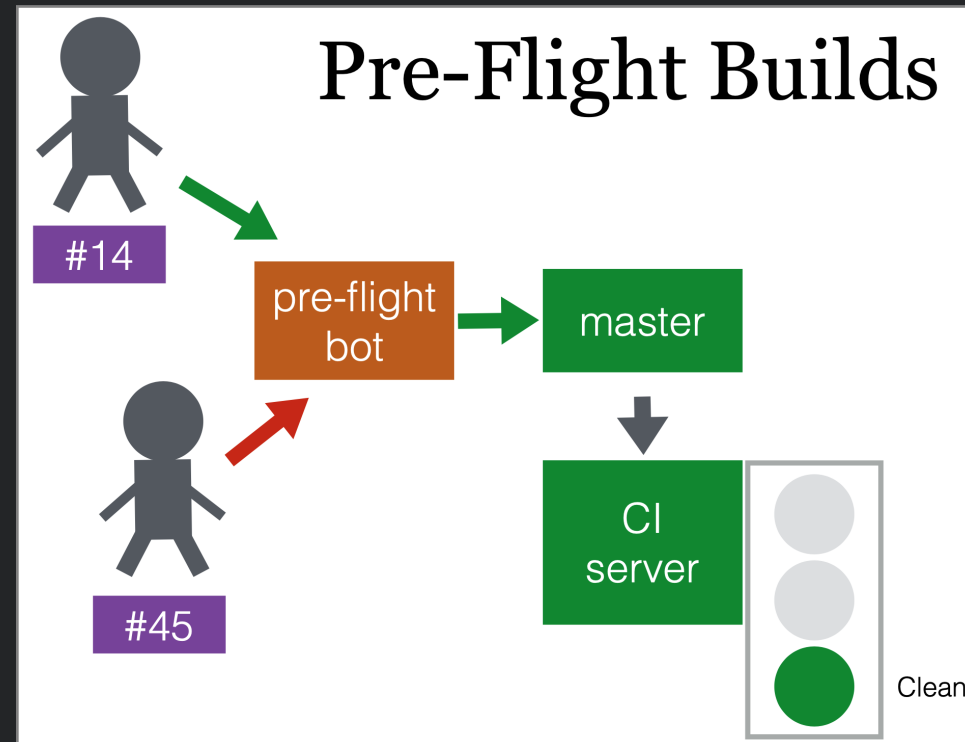 Pre-Flight Builds
#14
pre-flight
bot
master
#45
CI
server
Clean